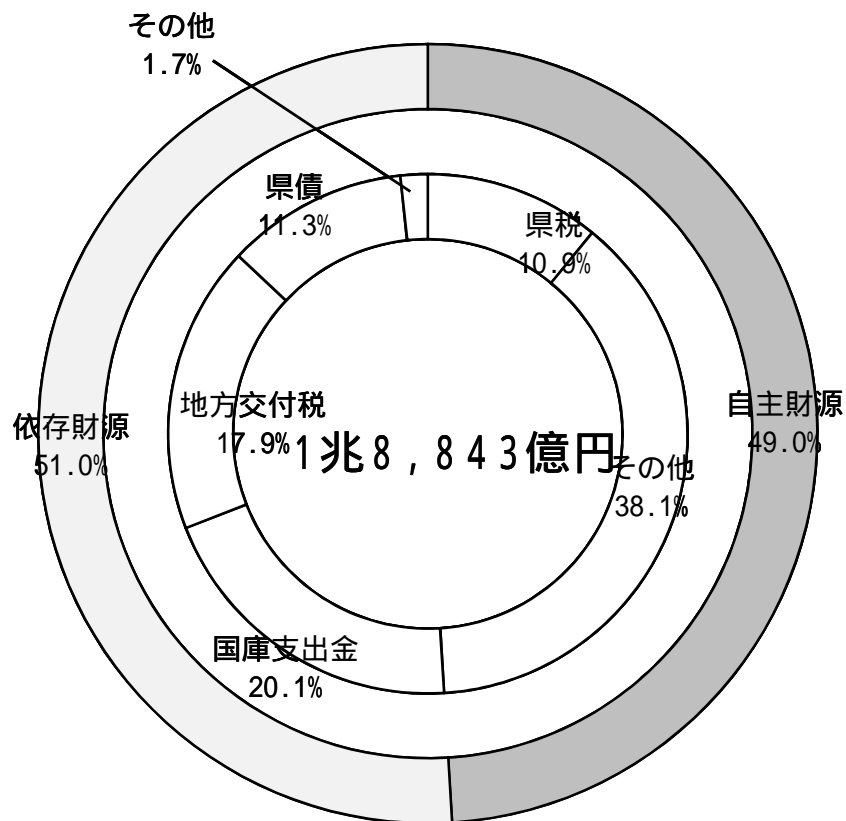 その他
1.7%
県債
11.3%
県税
10.9%
地方交付税
17.9%
1兆8,843億円
その他
38.1%
自主財源
49.0%
依存財源
51.0%
国庫支出金
20.1%